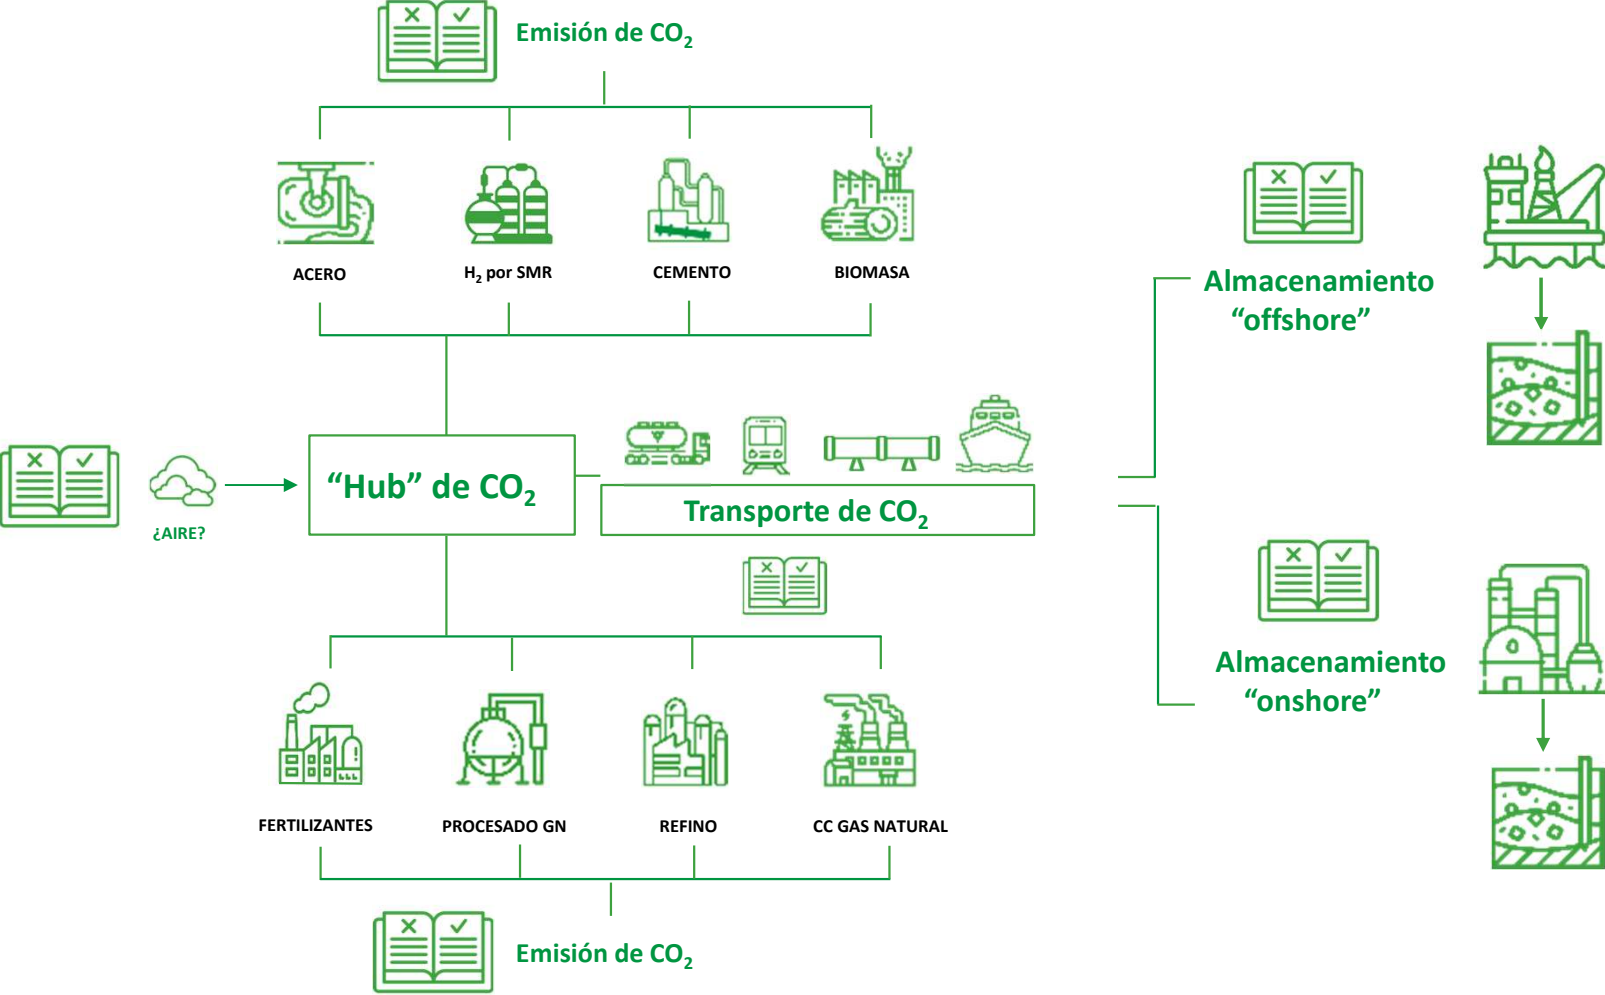 Emisión de CO₂
ACERO
H₂ por SMR
CEMENTO
BIOMASA
Almacenamiento
“offshore”
¿AIRE?
“Hub” de CO₂
Transporte de CO₂
Almacenamiento
“onshore”
FERTILIZANTES
PROCESADO GN
REFINO
CC GAS NATURAL
Emisión de CO₂